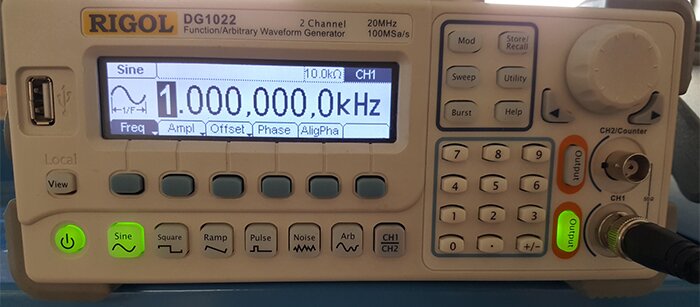 RIGOL DG1022 2 Channel 20MHz
Function/Arbitrary Waveform Generator 100MSa/s
Sine 10.0kΩ CH1
←1/F→ 1.000,000,0kHz
Freq Ampl Offset Phase AligPha
Local
View
Sine Square Ramp Pulse Noise Arb CH1 CH2
Mod Store/Recall
Sweep Utility
Burst Help
7 8 9
4 5 6
1 2 3
0 . +/-
Output
Output
CH2/Counter
CH1
50Ω